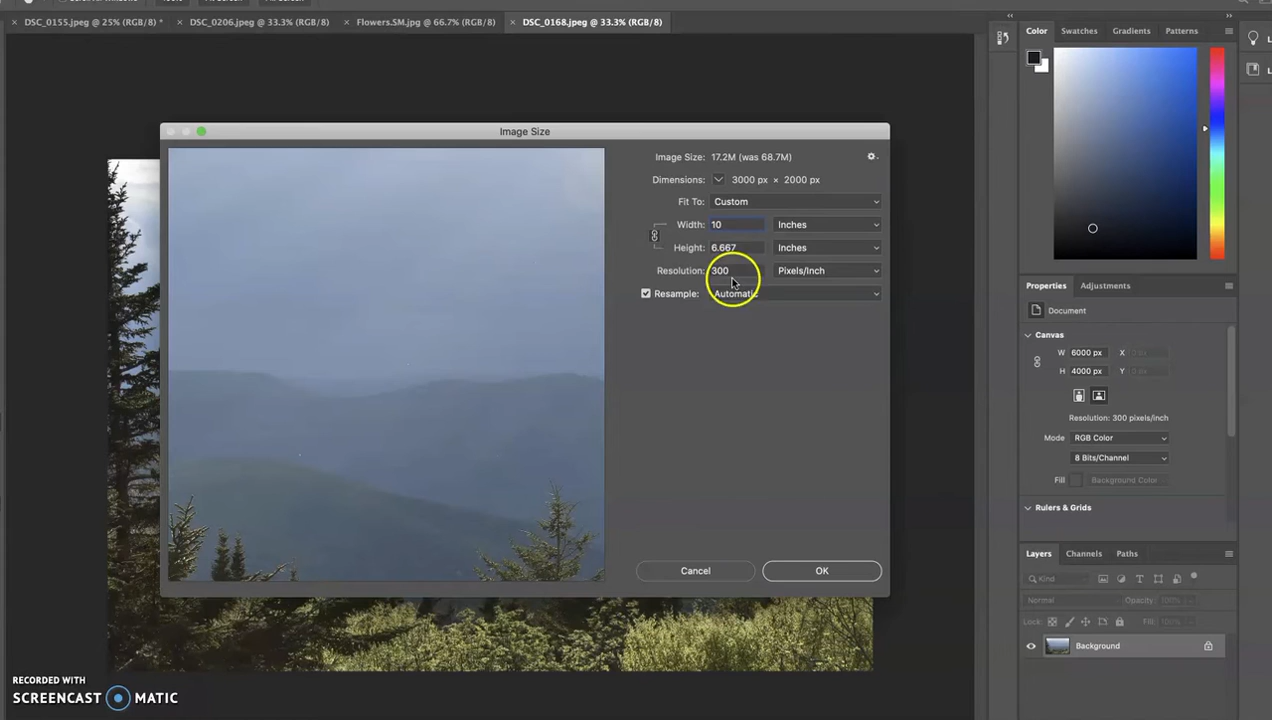 DSC_0155.jpeg @ 25% (RGB/8) *
DSC_0206.jpeg @ 33.3% (RGB/8)
Flowers.SM.jpg @ 66.7% (RGB/8)
DSC_0168.jpeg @ 33.3% (RGB/8)
Color Swatches Gradients Patterns
Image Size
Image Size: 17.2M (was 68.7M)
Dimensions: 3000 px × 2000 px
Fit To: Custom
Width: 10 Inches
Height: 6.667 Inches
Resolution: 300 Pixels/Inch
Resample: Automatic
Cancel OK
Properties Adjustments
Document
Canvas
W 6000 px X
H 4000 px Y
Resolution: 300 pixels/inch
Mode RGB Color
8 Bits/Channel
Fill Background Color
Rulers & Grids
Layers Channels Paths
Kind
Normal Opacity: 100%
Lock: Fill: 100%
Background
RECORDED WITH
SCREENCAST MATIC